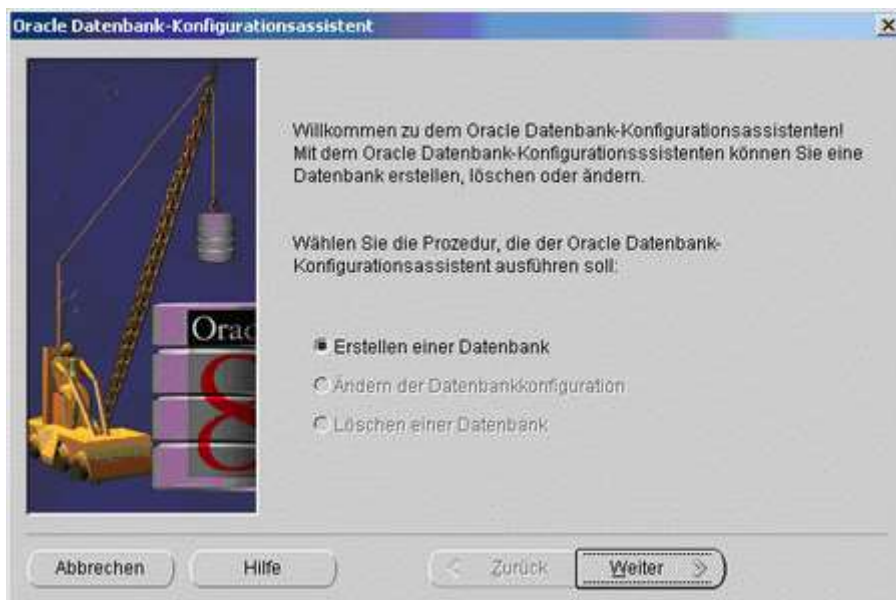 Oracle Datenbank-Konfigurationsassistent
Willkommen zu dem Oracle Datenbank-Konfigurationsassistenten!
Mit dem Oracle Datenbank-Konfigurationsssistenten können Sie eine
Datenbank erstellen, löschen oder ändern.
Wählen Sie die Prozedur, die der Oracle Datenbank-
Konfigurationsassistent ausführen soll:
Orac
8
Erstellen einer Datenbank
Ändern der Datenbankkonfiguration
Löschen einer Datenbank
Abbrechen
Hilfe
Zurück
Weiter